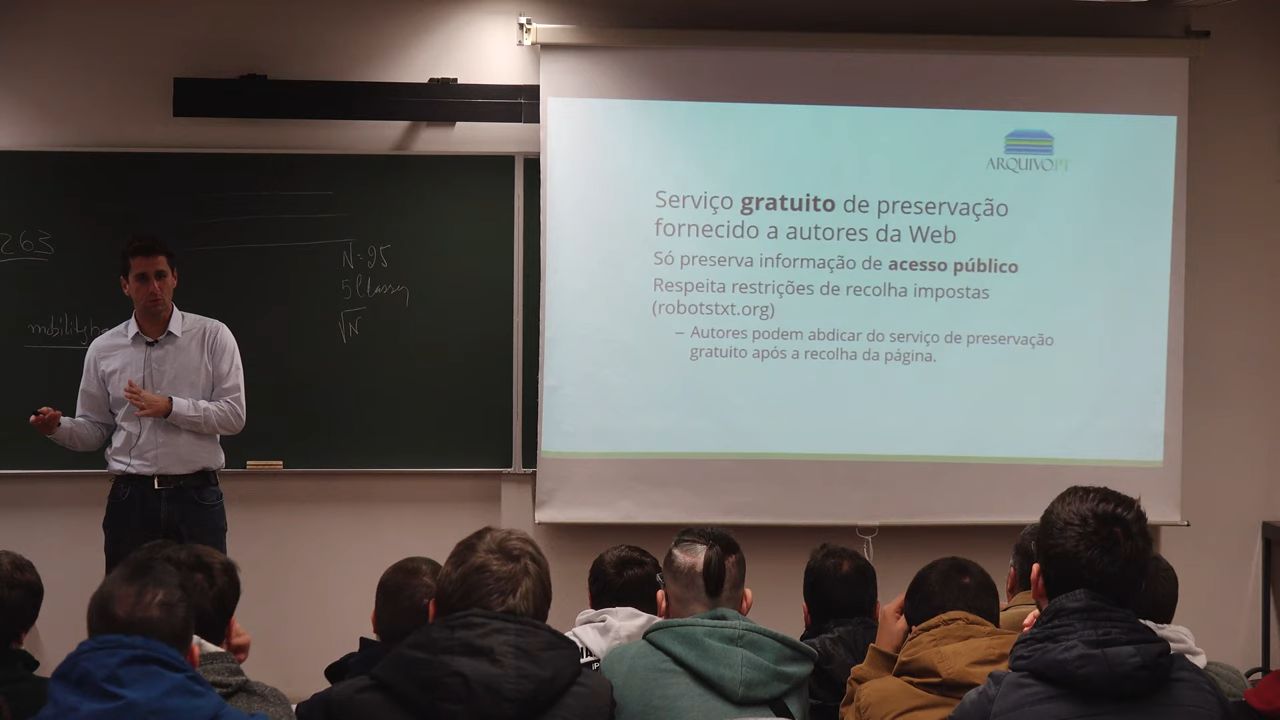 263
mobility
N=25
5 Classes
√N
ARQUIVO.PT
Serviço gratuito de preservação
fornecido a autores da Web
Só preserva informação de acesso público
Respeita restrições de recolha impostas
(robotstxt.org)
– Autores podem abdicar do serviço de preservação
gratuito após a recolha da página.